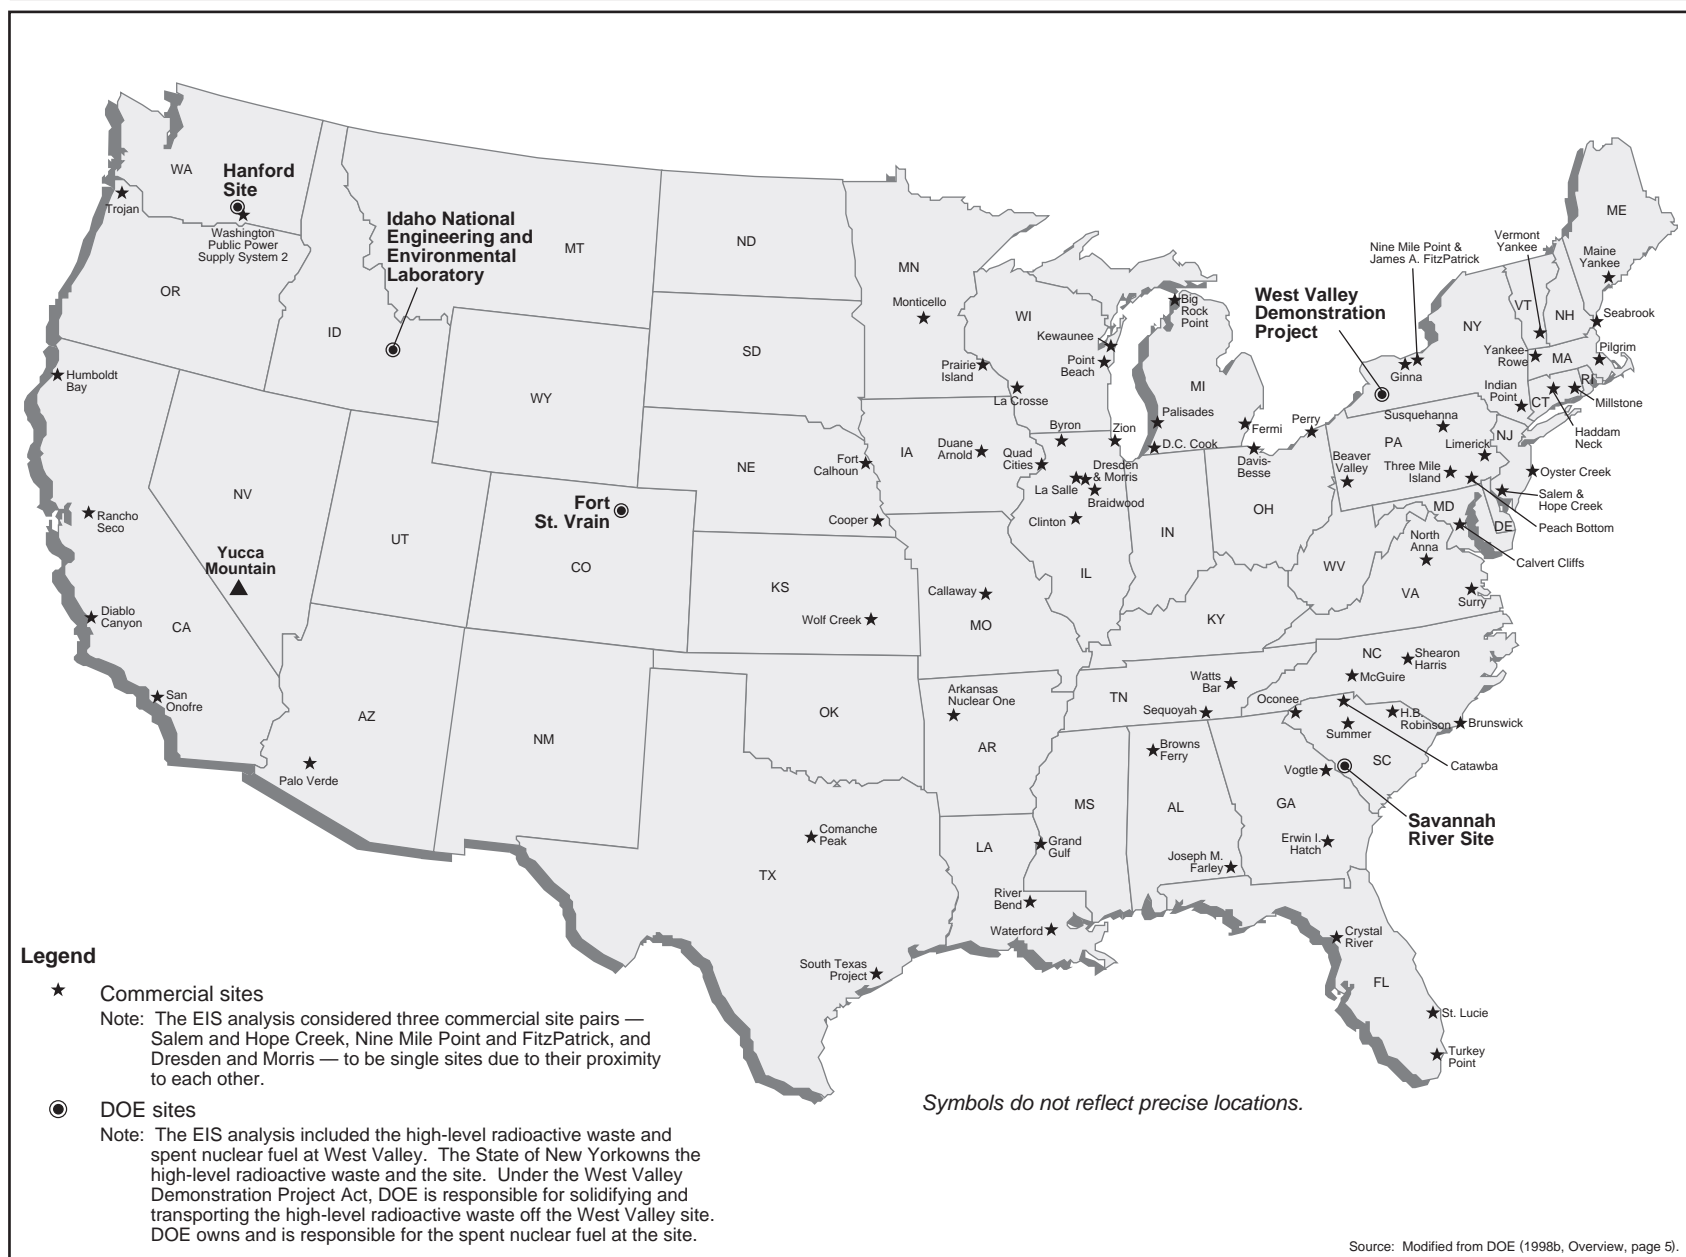 WA
Hanford
Site
Trojan
Washington
Public Power
Supply System 2
Idaho National
Engineering and
Environmental
Laboratory
MT
ND
MN
OR
ID
Monticello
WI
Kewaunee
Point
Beach
Big
Rock
Point
SD
Prairie
Island
La Crosse
MI
Humboldt
Bay
WY
Palisades
D.C. Cook
Fermi
Davis-
Besse
Perry
West Valley
Demonstration
Project
Nine Mile Point &
James A. FitzPatrick
Vermont
Yankee
ME
Maine
Yankee
VT
NH
Seabrook
NY
Ginna
Yankee-
Rowe
MA
Pilgrim
RI
Indian
Point
CT
Millstone
Haddam
Neck
Susquehanna
PA
Limerick
NJ
Beaver
Valley
Three Mile
Island
Oyster Creek
Salem &
Hope Creek
Peach Bottom
MD
DE
Calvert Cliffs
NE
Fort
Calhoun
IA
Duane
Arnold
Byron
Zion
Quad
Cities
Dresden
& Morris
La Salle
Braidwood
Clinton
IL
IN
OH
WV
North
Anna
VA
Surry
NV
Rancho
Seco
Yucca
Mountain
UT
Fort
St. Vrain
CO
Cooper
KS
Wolf Creek
Callaway
MO
KY
Diablo
Canyon
CA
San
Onofre
AZ
Palo Verde
NM
OK
Arkansas
Nuclear One
AR
TN
Watts
Bar
Sequoyah
NC
Shearon
Harris
McGuire
Oconee
H.B.
Robinson
Brunswick
Summer
SC
Catawba
Browns
Ferry
Vogtle
Savannah
River Site
MS
AL
GA
Erwin I.
Hatch
Joseph M.
Farley
Comanche
Peak
TX
LA
Grand
Gulf
River
Bend
Waterford
South Texas
Project
Crystal
River
FL
St. Lucie
Turkey
Point
Legend
Commercial sites
Note: The EIS analysis considered three commercial site pairs —
Salem and Hope Creek, Nine Mile Point and FitzPatrick, and
Dresden and Morris — to be single sites due to their proximity
to each other.
DOE sites
Note: The EIS analysis included the high-level radioactive waste and
spent nuclear fuel at West Valley. The State of New Yorkowns the
high-level radioactive waste and the site. Under the West Valley
Demonstration Project Act, DOE is responsible for solidifying and
transporting the high-level radioactive waste off the West Valley site.
DOE owns and is responsible for the spent nuclear fuel at the site.
Symbols do not reflect precise locations.
Source: Modified from DOE (1998b, Overview, page 5).